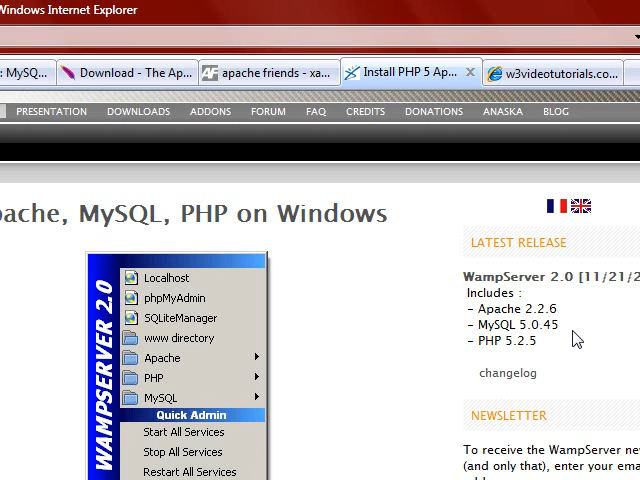 Windows Internet Explorer
: MySQ...
Download - The Ap...
apache friends - xa...
Install PHP 5 Ap...
w3videotutorials.co...
PRESENTATION DOWNLOADS ADDONS FORUM FAQ CREDITS DONATIONS ANASKA BLOG
pache, MySQL, PHP on Windows
LATEST RELEASE
WampServer 2.0 [11/21/2
Includes :
- Apache 2.2.6
- MySQL 5.0.45
- PHP 5.2.5
changelog
NEWSLETTER
To receive the WampServer nev
(and only that), enter your ema
WAMPSERVER 2.0
Localhost
phpMyAdmin
SQLiteManager
www directory
Apache
PHP
MySQL
Quick Admin
Start All Services
Stop All Services
Restart All Services